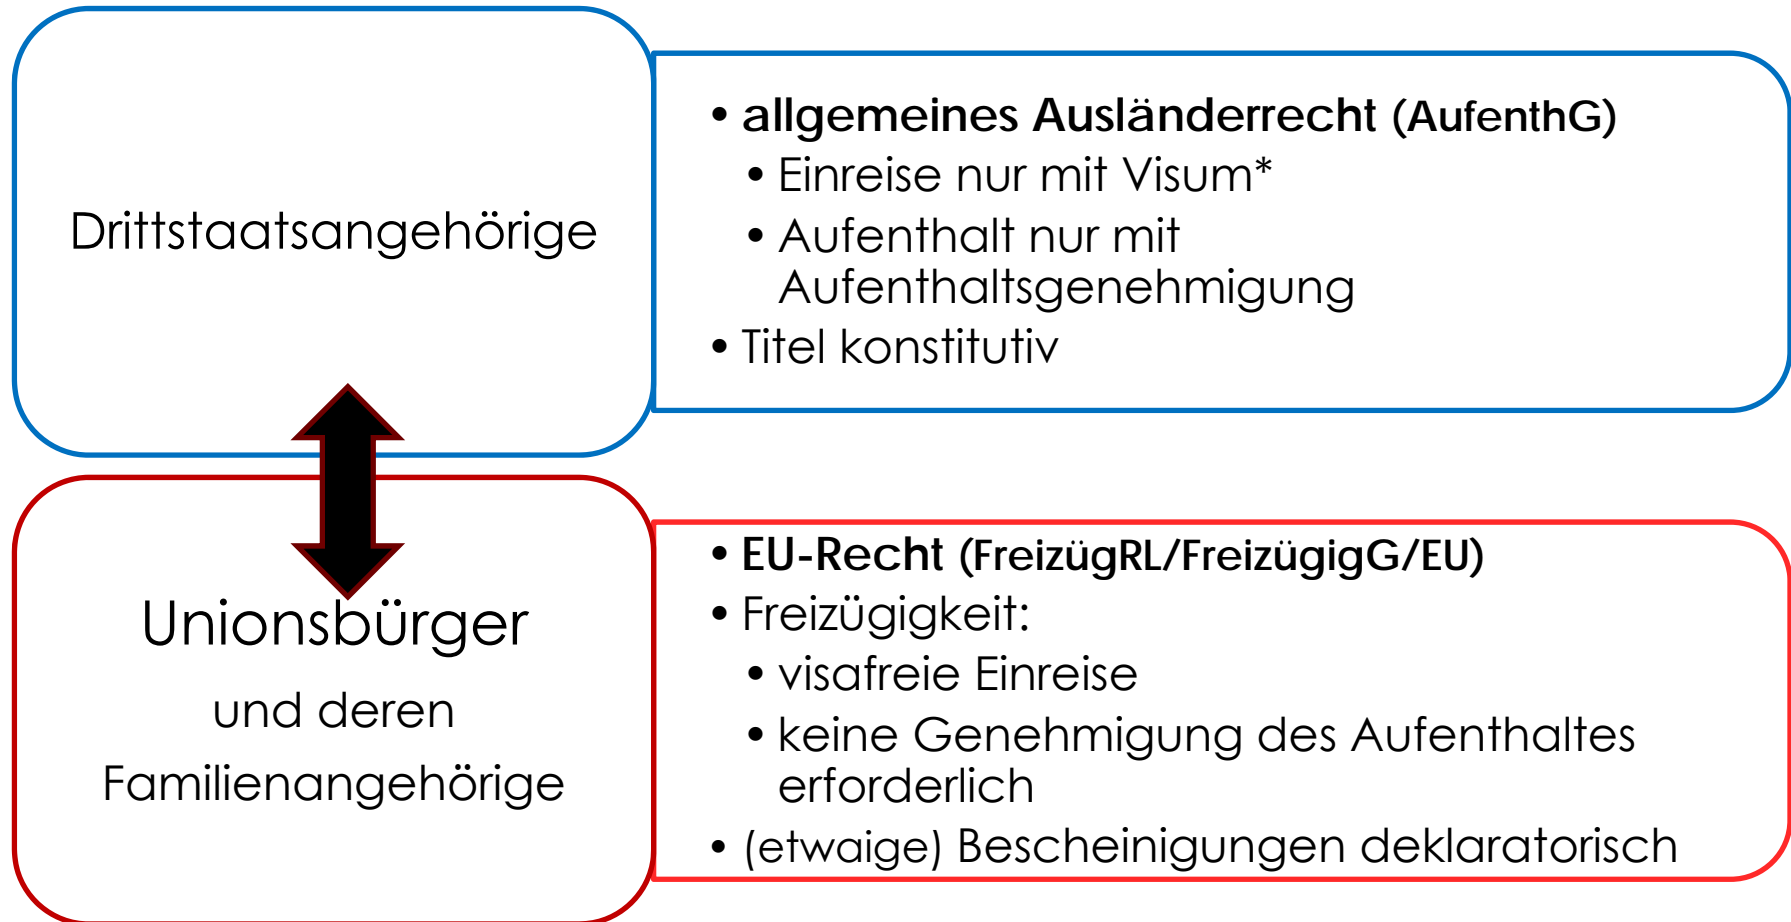 Drittstaatsangehörige
• allgemeines Ausländerrecht (AufenthG)
• Einreise nur mit Visum*
• Aufenthalt nur mit
Aufenthaltsgenehmigung
• Titel konstitutiv
Unionsbürger
und deren
Familienangehörige
• EU-Recht (FreizügRL/FreizügigG/EU)
• Freizügigkeit:
• visafreie Einreise
• keine Genehmigung des Aufenthaltes
erforderlich
• (etwaige) Bescheinigungen deklaratorisch